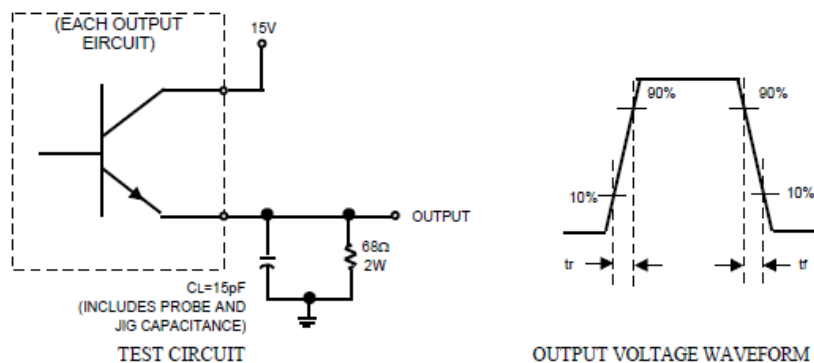 (EACH OUTPUT
EIRCUIT)
15V
OUTPUT
68Ω
2W
CL=15pF
(INCLUDES PROBE AND
JIG CAPACITANCE)
TEST CIRCUIT
90%
90%
10%
10%
tr
tf
OUTPUT VOLTAGE WAVEFORM